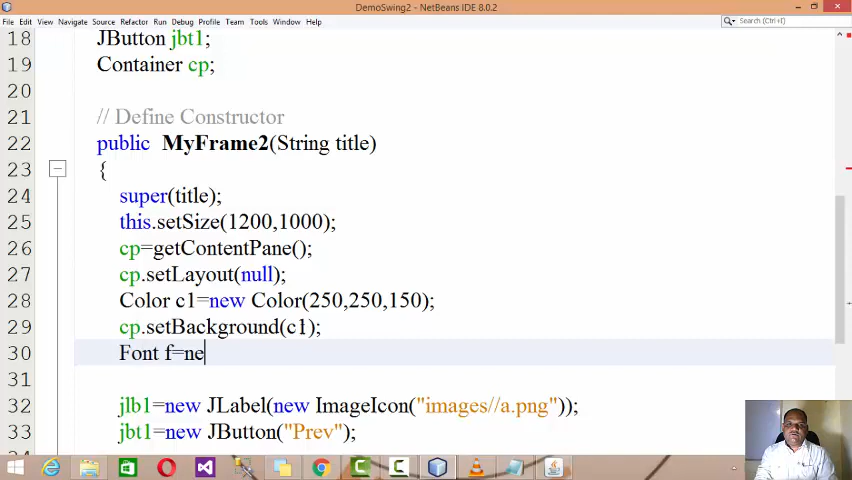 DemoSwing2 - NetBeans IDE 8.0.2
File Edit View Navigate Source Refactor Run Debug Profile Team Tools Window Help
Search (Ctrl+I)
18 JButton jbt1;
19 Container cp;
20
21 // Define Constructor
22 public MyFrame2(String title)
23 {
24 super(title);
25 this.setSize(1200,1000);
26 cp=getContentPane();
27 cp.setLayout(null);
28 Color c1=new Color(250,250,150);
29 cp.setBackground(c1);
30 Font f=ne
31
32 jlb1=new JLabel(new ImageIcon("images//a.png"));
33 jbt1=new JButton("Prev");